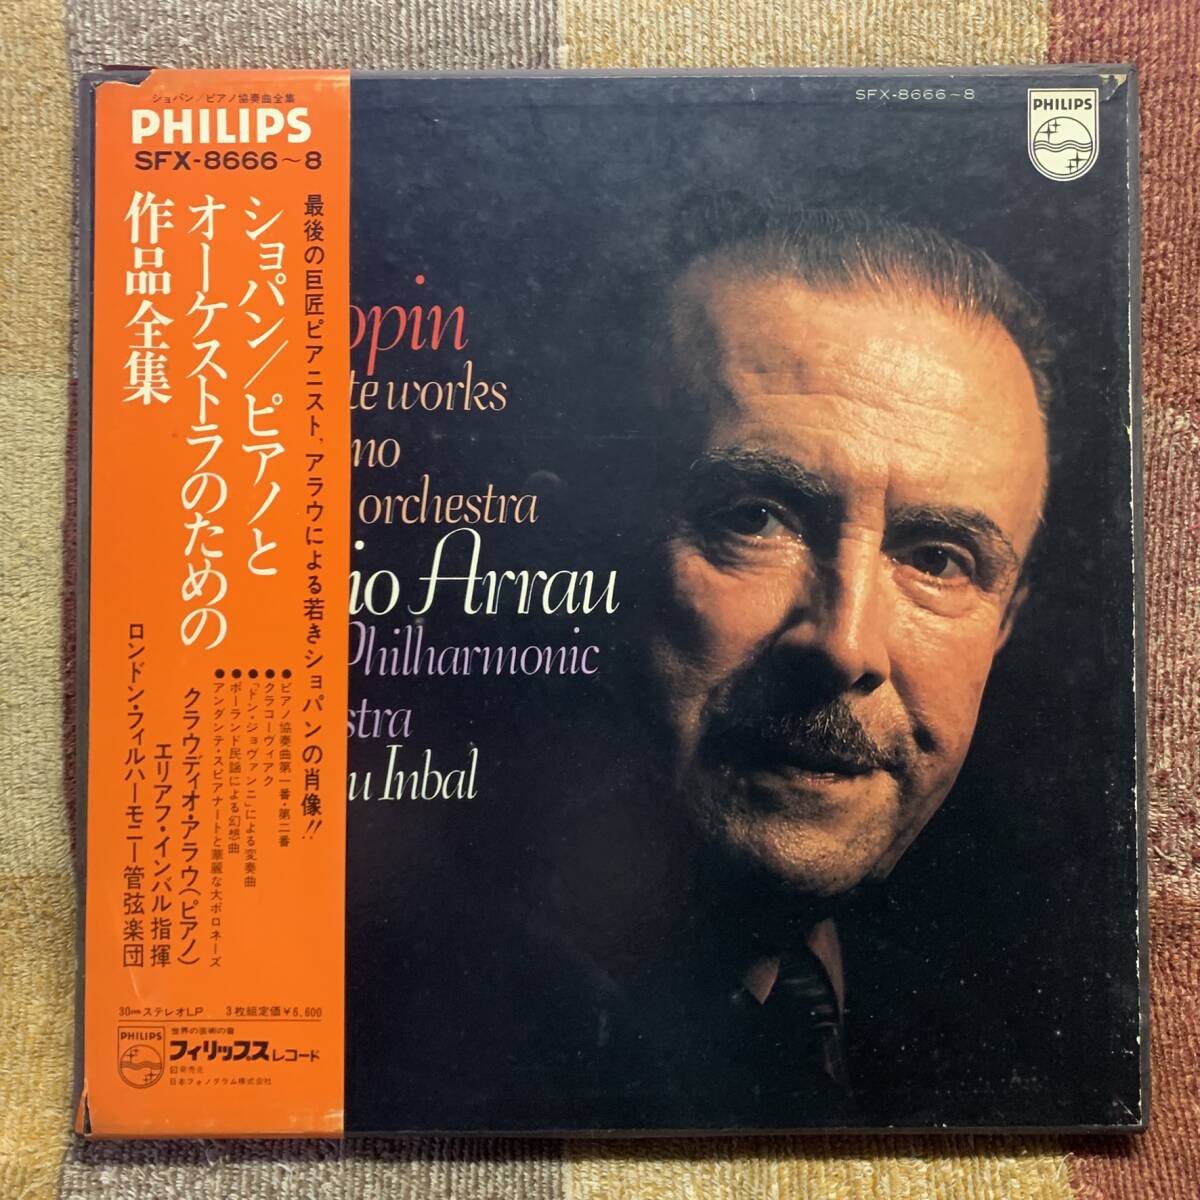 ショパン/ピアノ協奏曲全集
PHILIPS
SFX-8666~8
最後の巨匠ピアニスト,アラウによる若きショパンの肖像!!
ショパン/ピアノと
オーケストラのための
作品全集
●ピアノ協奏曲第一番・第二番
●クラコーヴィアク
●「ドン・ジョヴァンニ」による変奏曲
●ポーランド民謡による幻想曲
●アンダンテ・スピアナートと華麗な大ポロネーズ
クラウディオ・アラウ(ピアノ)
エリアフ・インバル指揮
ロンドン・フィルハーモニー管弦楽団
30cmステレオLP 3枚組定価¥6,600
PHILIPS
世界の芸術の音
フィリップスレコード
発売元
日本フォノグラム株式会社
SFX-8666~8
PHILIPS
opin
te works
no
orchestra
io Arrau
Philharmonic
stra
u Inbal